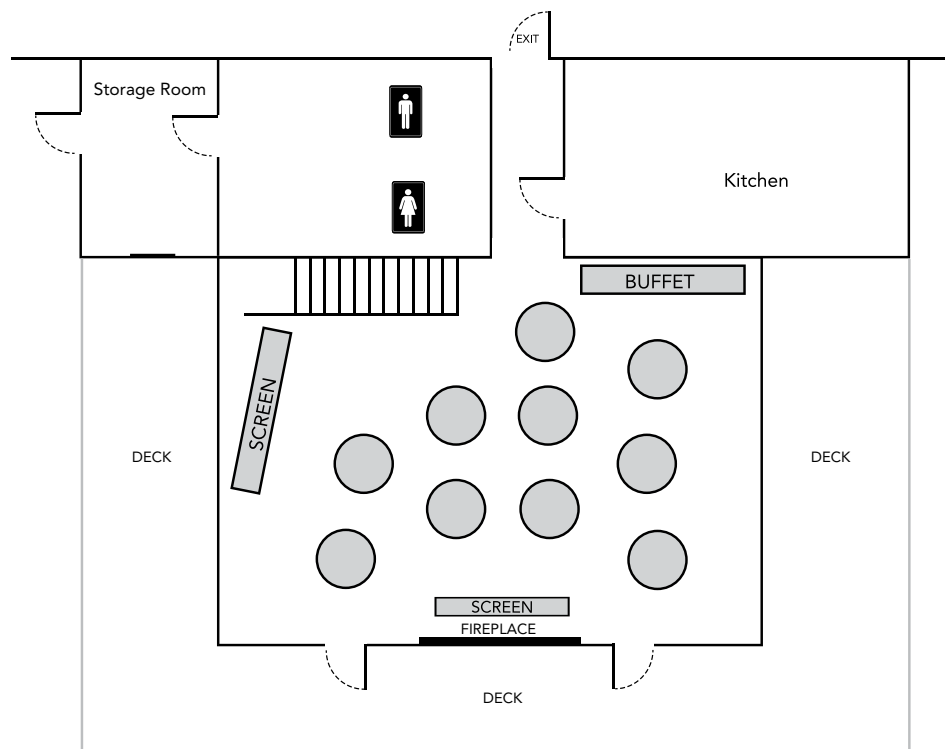 EXIT
Storage Room
Kitchen
BUFFET
SCREEN
DECK
DECK
SCREEN
FIREPLACE
DECK